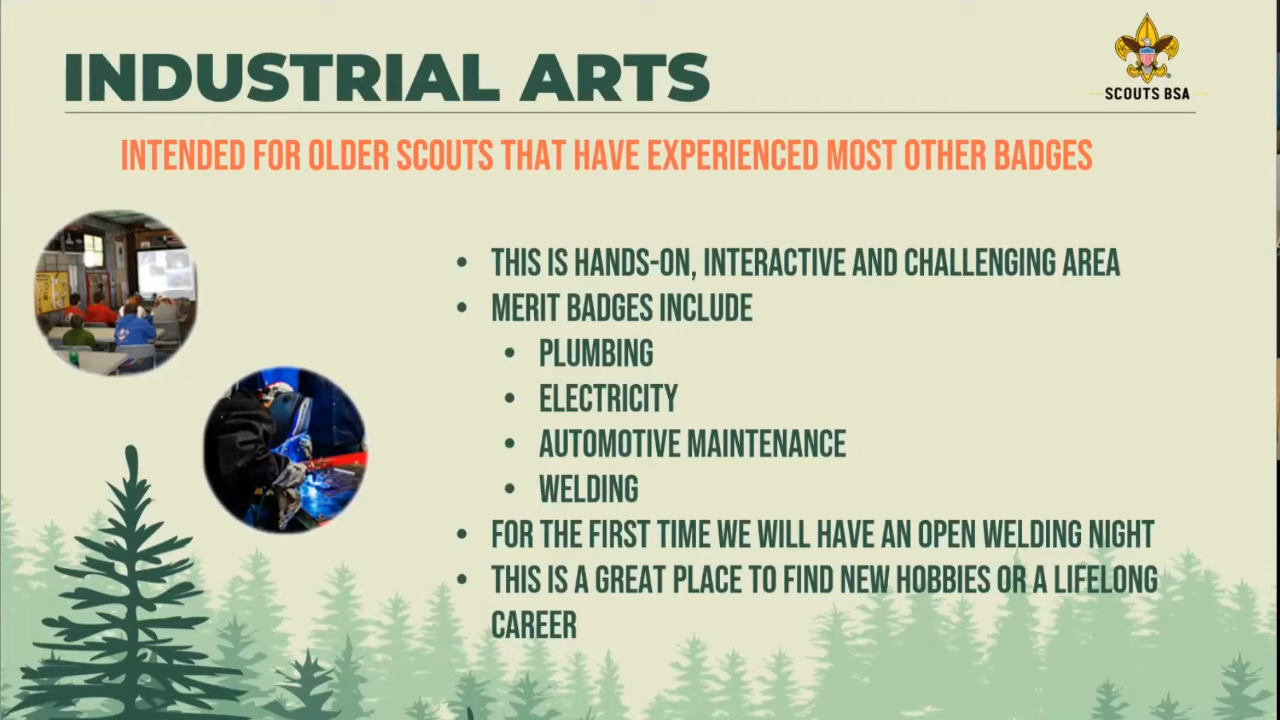 INDUSTRIAL ARTS
SCOUTS BSA
INTENDED FOR OLDER SCOUTS THAT HAVE EXPERIENCED MOST OTHER BADGES
• THIS IS HANDS-ON, INTERACTIVE AND CHALLENGING AREA
• MERIT BADGES INCLUDE
• PLUMBING
• ELECTRICITY
• AUTOMOTIVE MAINTENANCE
• WELDING
• FOR THE FIRST TIME WE WILL HAVE AN OPEN WELDING NIGHT
• THIS IS A GREAT PLACE TO FIND NEW HOBBIES OR A LIFELONG
CAREER